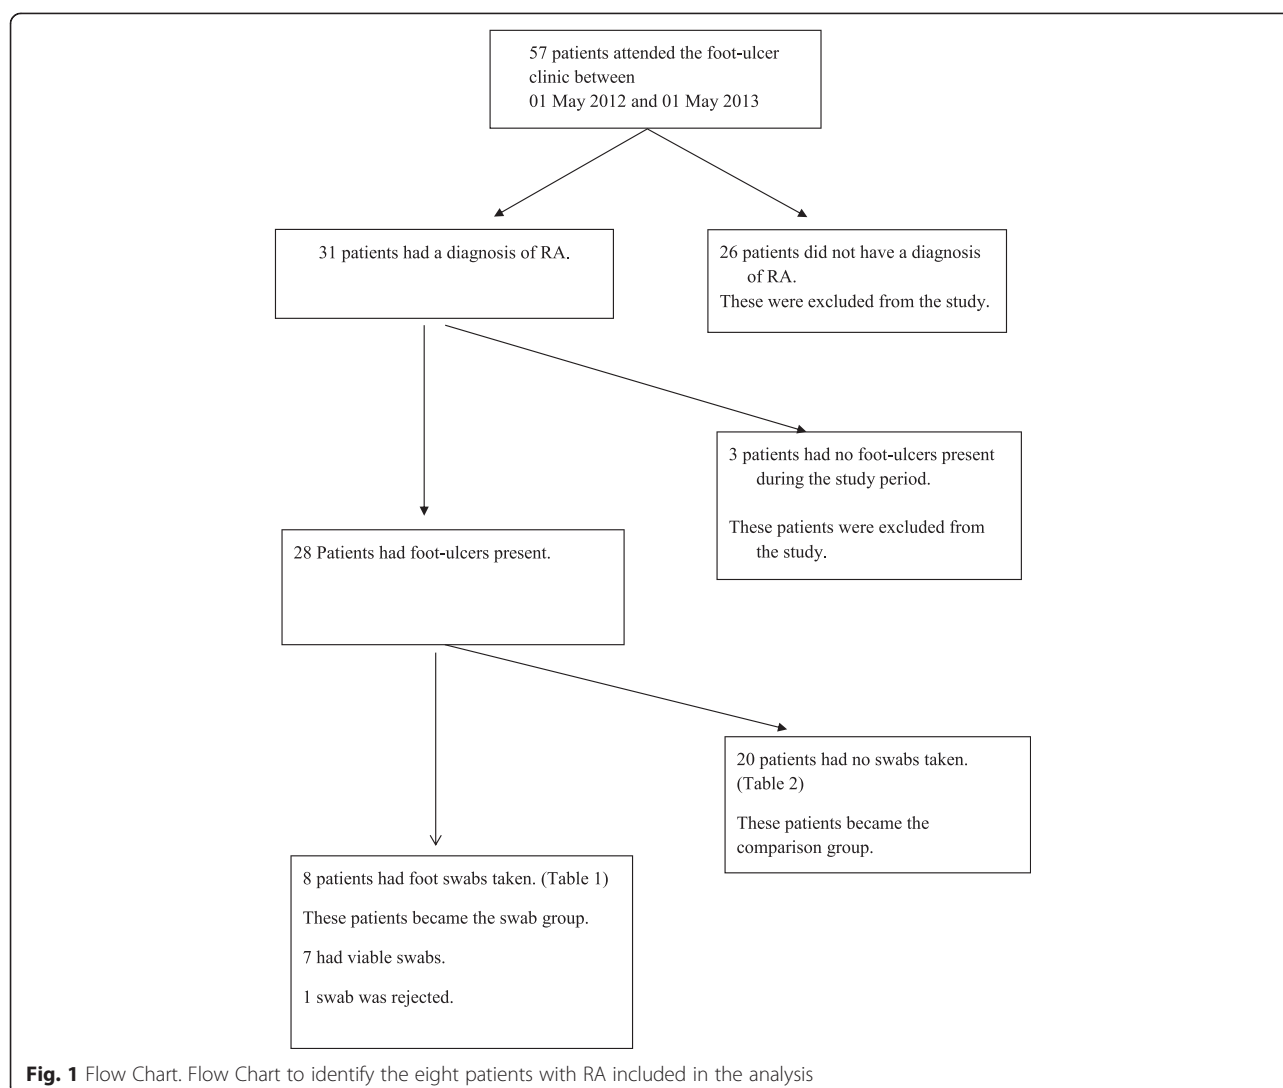 57 patients attended the foot-ulcer
clinic between
01 May 2012 and 01 May 2013
31 patients had a diagnosis of RA.
26 patients did not have a diagnosis
of RA.
These were excluded from the study.
3 patients had no foot-ulcers present
during the study period.
These patients were excluded from
the study.
28 Patients had foot-ulcers present.
20 patients had no swabs taken.
(Table 2)
These patients became the
comparison group.
8 patients had foot swabs taken. (Table 1)
These patients became the swab group.
7 had viable swabs.
1 swab was rejected.
Fig. 1 Flow Chart. Flow Chart to identify the eight patients with RA included in the analysis